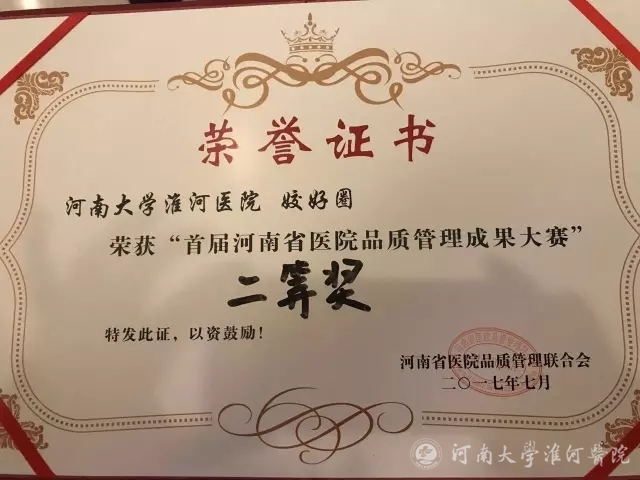 荣誉证书
河南大学淮河医院 姣好圈
荣获“首届河南省医院品质管理成果大赛”
二等奖
特发此证，以资鼓励！
河南省医院品质管理联合会
二〇一七年七月
河南大學淮河醫院